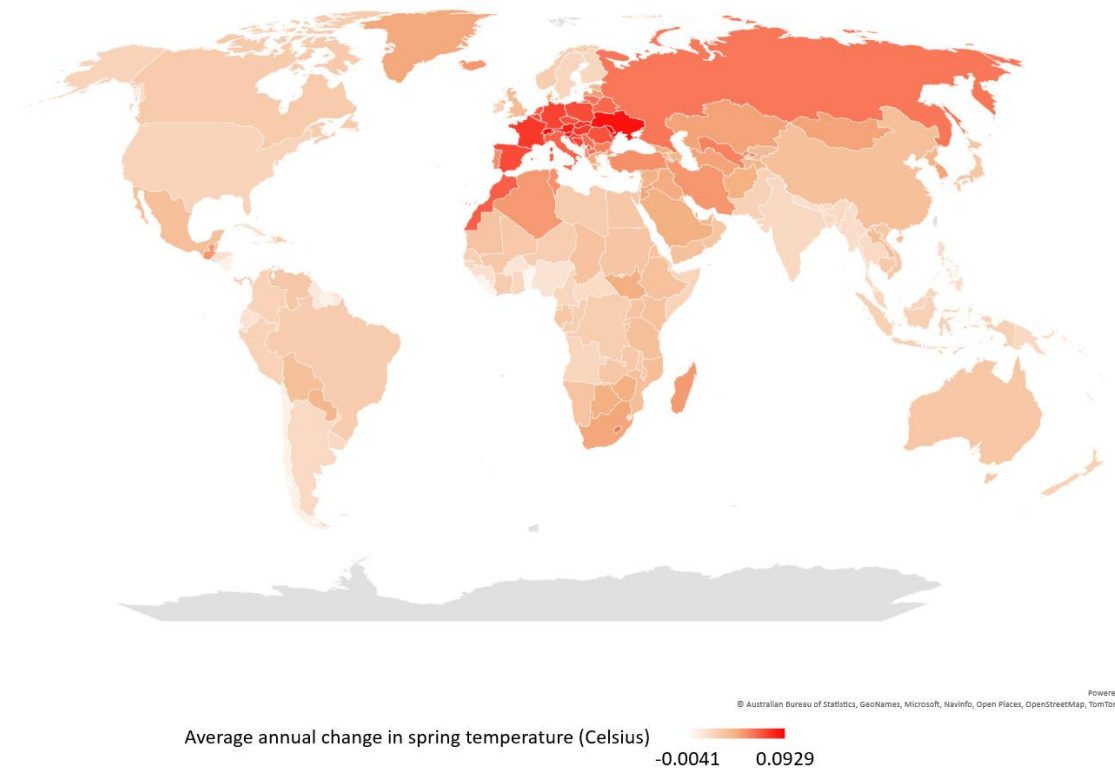 Powere
© Australian Bureau of Statistics, GeoNames, Microsoft, Navinfo, Open Places, OpenStreetMap, TomTor
Average annual change in spring temperature (Celsius)
-0.0041 0.0929